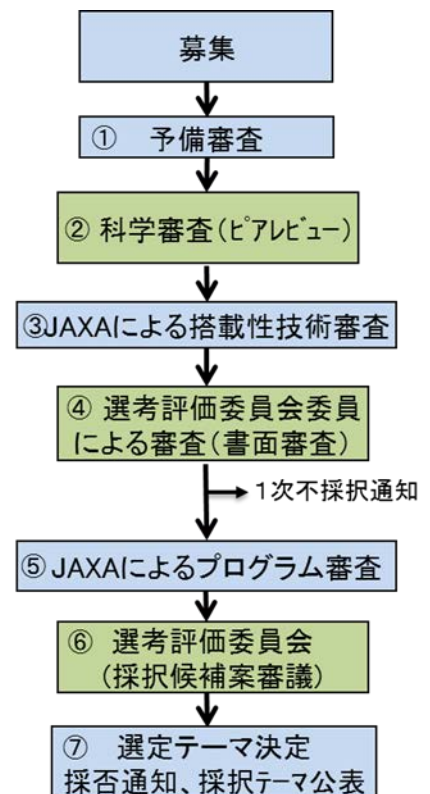 募集
① 予備審査
② 科学審査(ﾋﾟｱﾚﾋﾞｭｰ)
③JAXAによる搭載性技術審査
④ 選考評価委員会委員
による審査(書面審査)
1次不採択通知
⑤ JAXAによるプログラム審査
⑥ 選考評価委員会
(採択候補案審議)
⑦ 選定テーマ決定
採否通知、採択ﾃｰﾏ公表